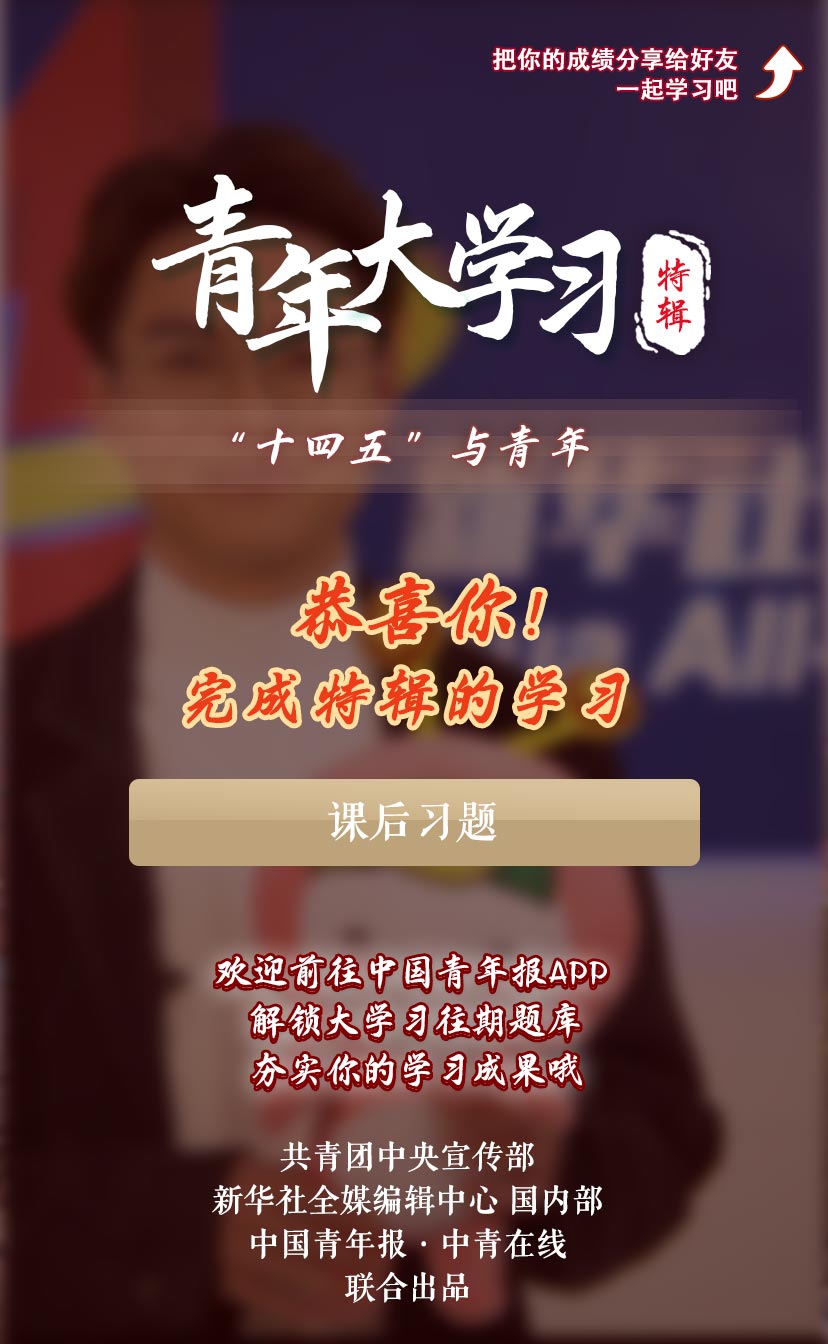 把你的成绩分享给好友
一起学习吧
青年大学习
特辑
“十四五”与青年
恭喜你！
完成特辑的学习
课后习题
欢迎前往中国青年报APP
解锁大学习往期题库
夯实你的学习成果哦
共青团中央宣传部
新华社全媒编辑中心 国内部
中国青年报·中青在线
联合出品